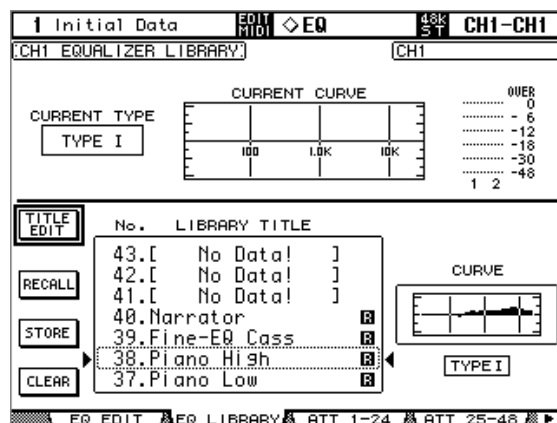 1 Initial Data EDIT MIDI ◇EQ 48K ST CH1-CH1
CH1 EQUALIZER LIBRARY CH1
CURRENT TYPE
TYPE I
CURRENT CURVE
100 1.0K 10K
OVER
0
-6
-12
-18
-30
-48
1 2
TITLE EDIT
RECALL
STORE
CLEAR
No. LIBRARY TITLE
43.[ No Data! ]
42.[ No Data! ]
41.[ No Data! ]
40.Narrator R
39.Fine-EQ Cass R
38.Piano High R
37.Piano Low R
CURVE
TYPE I
EQ EDIT EQ LIBRARY ATT 1-24 ATT 25-48